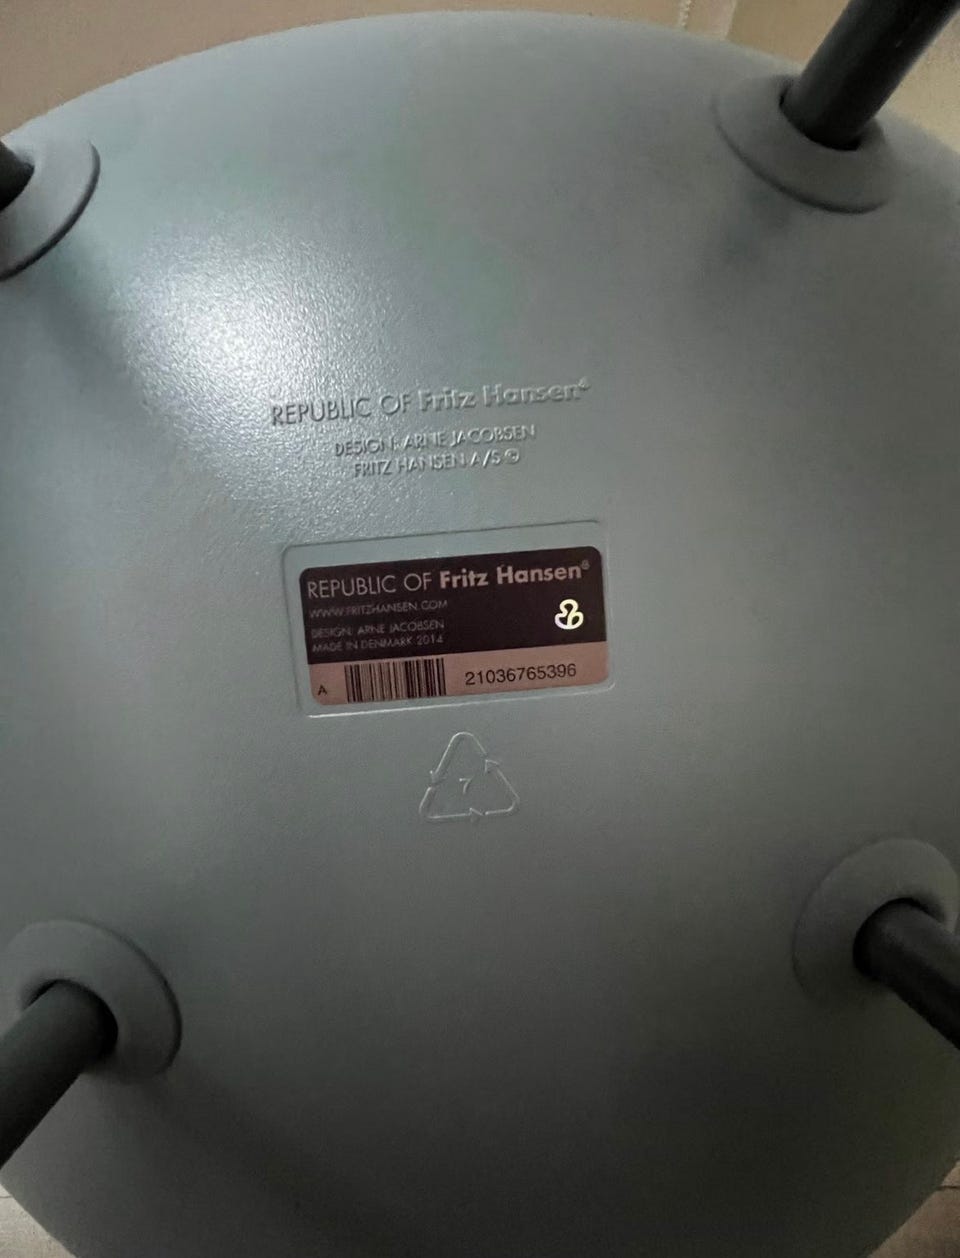 REPUBLIC OF Fritz Hansen®
DESIGN: ARNE JACOBSEN
FRITZ HANSEN A/S ©
REPUBLIC OF Fritz Hansen®
WWW.FRITZHANSEN.COM
DESIGN: ARNE JACOBSEN
MADE IN DENMARK 2014
A 21036765396
7